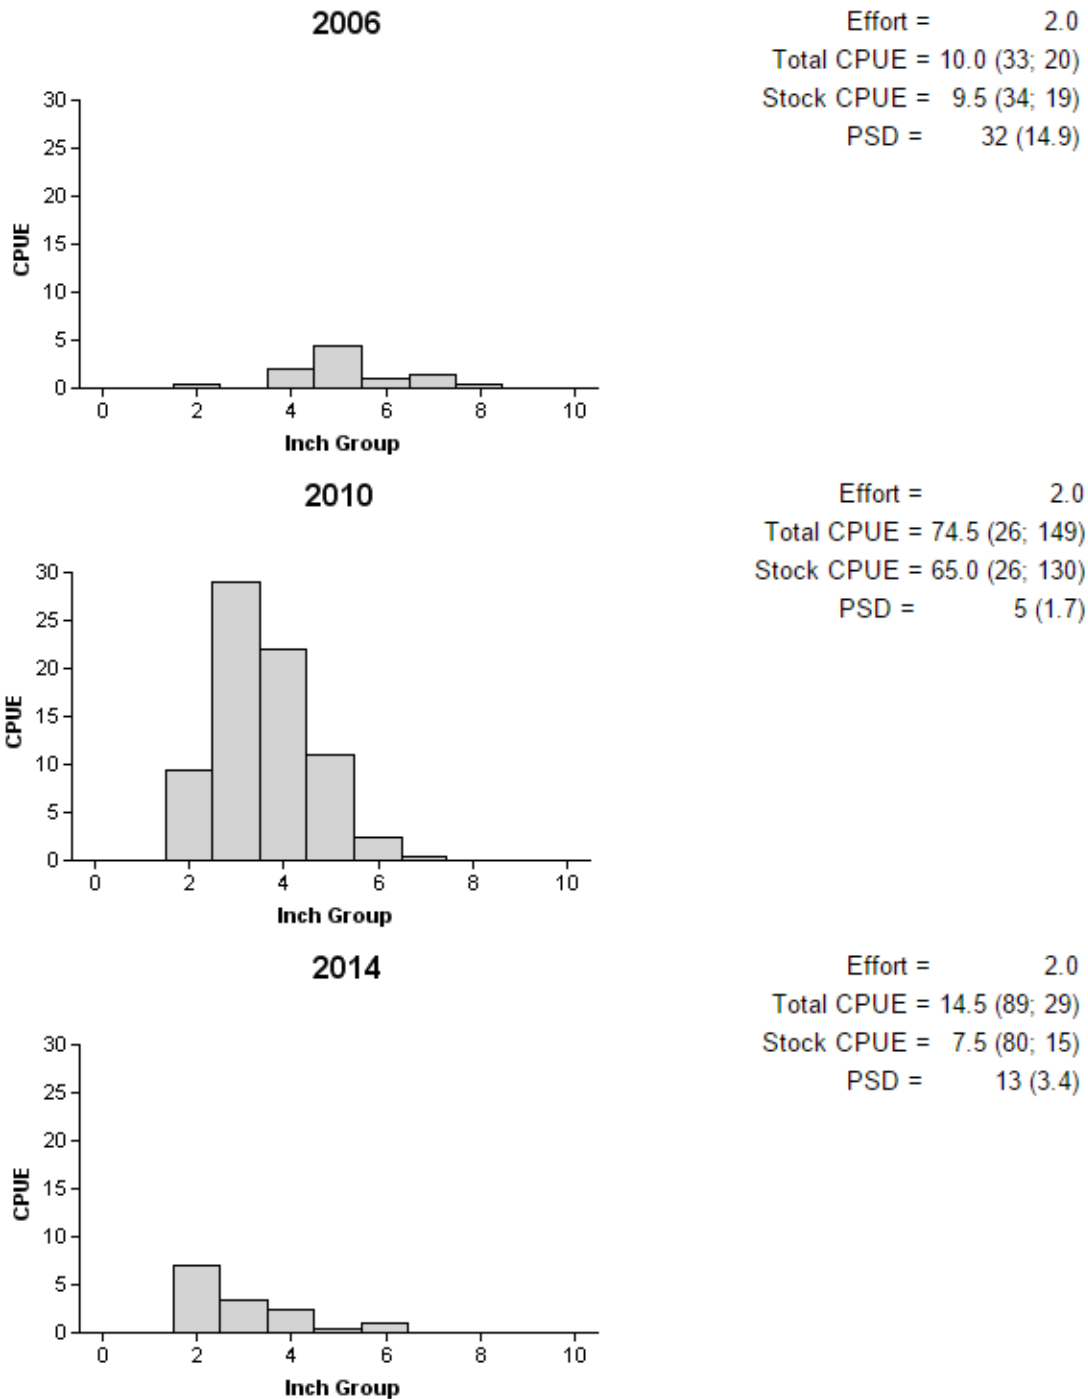 2006
Effort = 2.0
Total CPUE = 10.0 (33; 20)
Stock CPUE = 9.5 (34; 19)
PSD = 32 (14.9)
30
25
20
15
10
5
0
CPUE
0 2 4 6 8 10
Inch Group
2010
Effort = 2.0
Total CPUE = 74.5 (26; 149)
Stock CPUE = 65.0 (26; 130)
PSD = 5 (1.7)
30
25
20
15
10
5
0
CPUE
0 2 4 6 8 10
Inch Group
2014
Effort = 2.0
Total CPUE = 14.5 (89; 29)
Stock CPUE = 7.5 (80; 15)
PSD = 13 (3.4)
30
25
20
15
10
5
0
CPUE
0 2 4 6 8 10
Inch Group